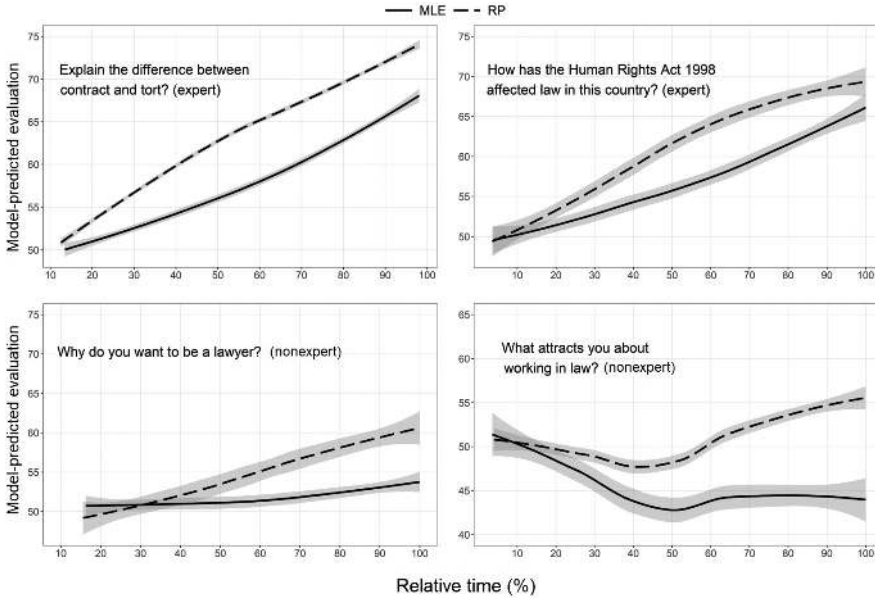 MLE RP
Explain the difference between
contract and tort? (expert)
75
70
65
60
55
50
10 20 30 40 50 60 70 80 90 100
How has the Human Rights Act 1998
affected law in this country? (expert)
75
70
65
60
55
50
10 20 30 40 50 60 70 80 90 100
Model-predicted evaluation
Why do you want to be a lawyer? (nonexpert)
75
70
65
60
55
50
10 20 30 40 50 60 70 80 90 100
What attracts you about
working in law? (nonexpert)
65
60
55
50
45
40
10 20 30 40 50 60 70 80 90 100
Model-predicted evaluation
Relative time (%)